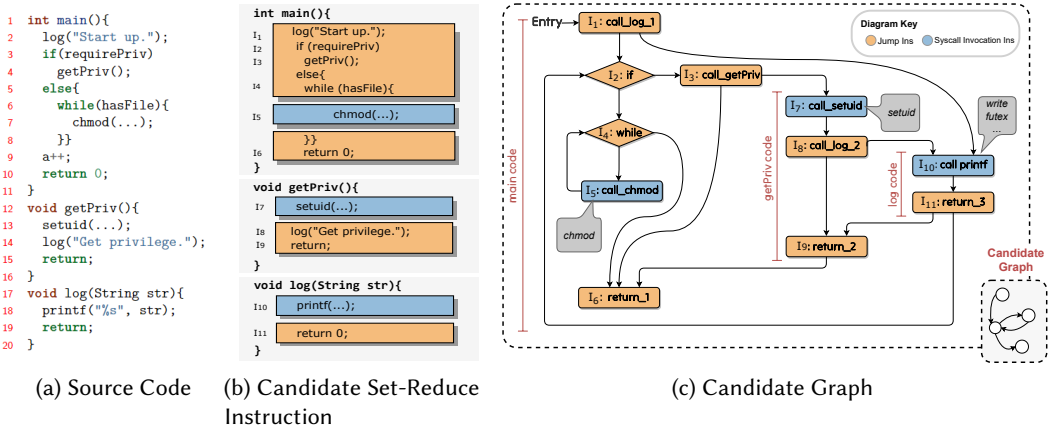 1 int main(){
2 log("Start up.");
3 if(requirePriv)
4 getPriv();
5 else{
6 while(hasFile){
7 chmod(...);
8 }}
9 a++;
10 return 0;
11 }
12 void getPriv(){
13 setuid(...);
14 log("Get privilege.");
15 return;
16 }
17 void log(String str){
18 printf("%s", str);
19 return;
20 }
(a) Source Code
int main(){
I1 log("Start up.");
I2 if (requirePriv)
I3 getPriv();
else{
I4 while (hasFile){
I5 chmod(...);
}}
I6 return 0;
}
void getPriv(){
I7 setuid(...);
I8 log("Get privilege.");
I9 return;
}
void log(String str){
I10 printf(...);
I11 return 0;
}
(b) Candidate Set-Reduce
Instruction
Entry
I1: call_log_1
Diagram Key
Jump Ins
Syscall Invocation Ins
I2: if
I3: call_getPriv
I7: call_setuid
setuid
write
futex
...
I4: while
I8: call_log_2
I10: call printf
main code
getPriv code
log code
I5: call_chmod
I11: return_3
chmod
I9: return_2
I6: return_1
Candidate
Graph
(c) Candidate Graph